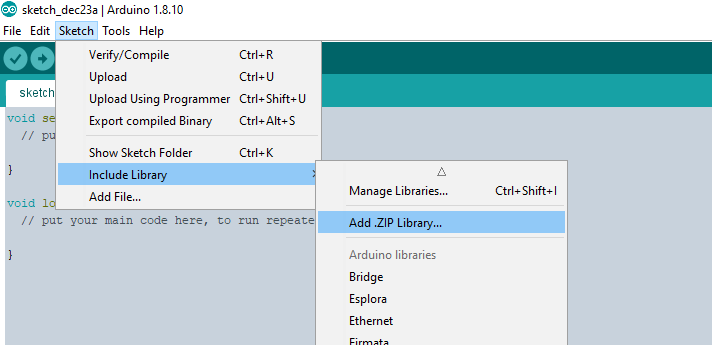 sketch_dec23a | Arduino 1.8.10
File Edit Sketch Tools Help
Verify/Compile Ctrl+R
Upload Ctrl+U
Upload Using Programmer Ctrl+Shift+U
Export compiled Binary Ctrl+Alt+S
Show Sketch Folder Ctrl+K
Include Library
Add File...
Manage Libraries... Ctrl+Shift+I
Add .ZIP Library...
Arduino libraries
Bridge
Esplora
Ethernet
Firmata
sketch
void se
// pu
}
void lo
// put your main code here, to run repeate
}